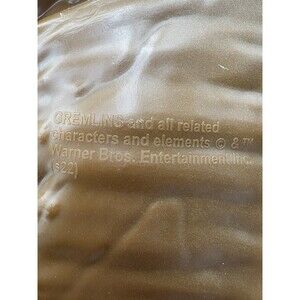 GREMLINS and all related
characters and elements © & ™
Warner Bros. Entertainment Inc.
(s22)